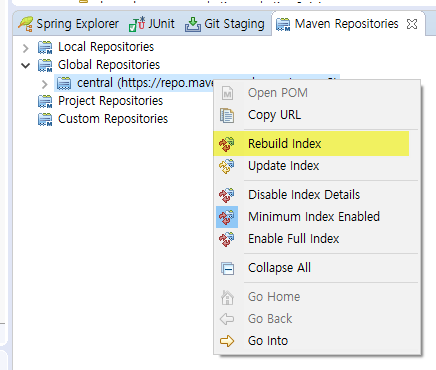 Spring Explorer JUnit Git Staging Maven Repositories
Local Repositories
Global Repositories
central (https://repo.mave
Project Repositories
Custom Repositories
Open POM
Copy URL
Rebuild Index
Update Index
Disable Index Details
Minimum Index Enabled
Enable Full Index
Collapse All
Go Home
Go Back
Go Into